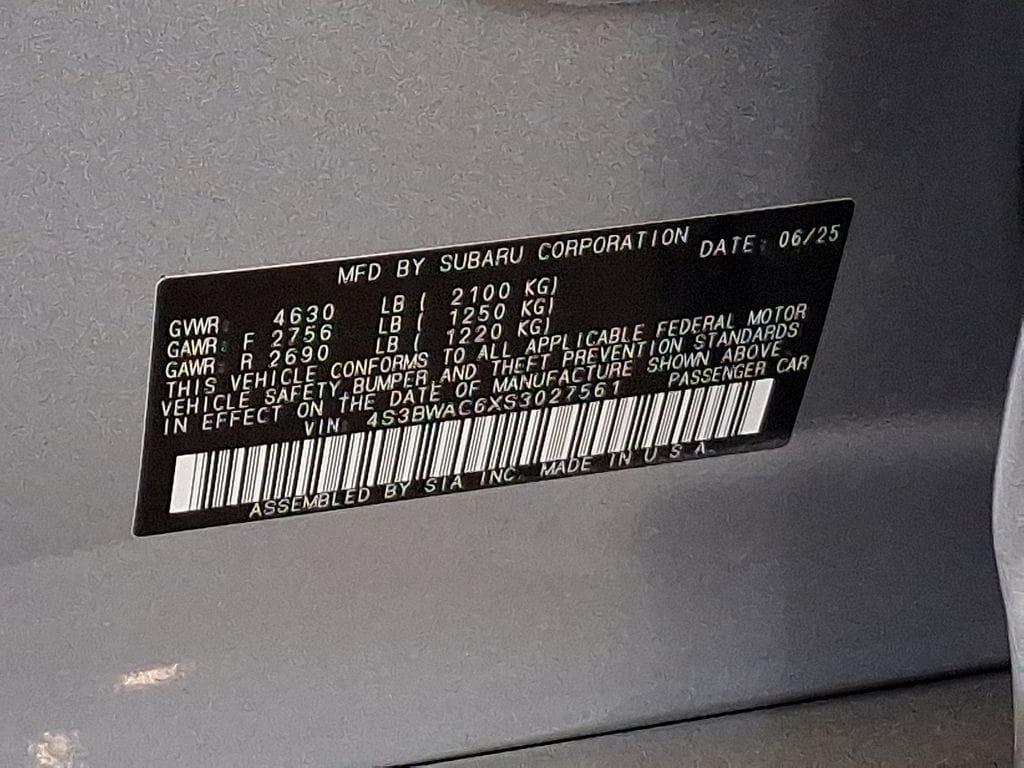 MFD BY SUBARU CORPORATION DATE: 06/25
GVWR: 4630 LB ( 2100 KG)
GAWR: F 2756 LB ( 1250 KG)
GAWR: R 2690 LB ( 1220 KG)
THIS VEHICLE CONFORMS TO ALL APPLICABLE FEDERAL MOTOR
VEHICLE SAFETY, BUMPER, AND THEFT PREVENTION STANDARDS
IN EFFECT ON THE DATE OF MANUFACTURE SHOWN ABOVE.
VIN: 4S3BWAC6XS3027561 PASSENGER CAR
ASSEMBLED BY SIA INC. MADE IN U.S.A.